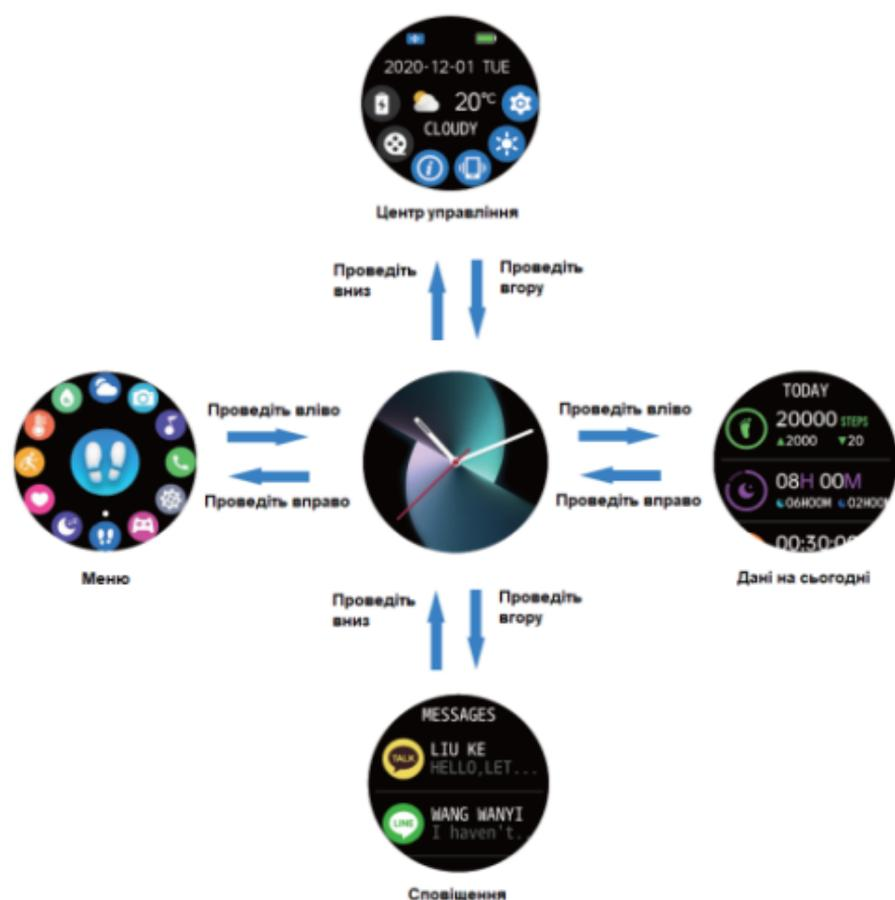 2020-12-01 TUE
20°C
CLOUDY
Центр управління
Проведіть
вниз
Проведіть
вгору
Проведіть вліво
Проведіть вправо
Меню
Проведіть вліво
Проведіть вправо
TODAY
20000 STEPS
▲2000 ▼20
08H 00M
06H00M 02H00
00:30:00
Дані на сьогодні
Проведіть
вниз
Проведіть
вгору
MESSAGES
TALK
LIU KE
HELLO,LET...
LINE
WANG WANYI
I haven't..
Сповіщення